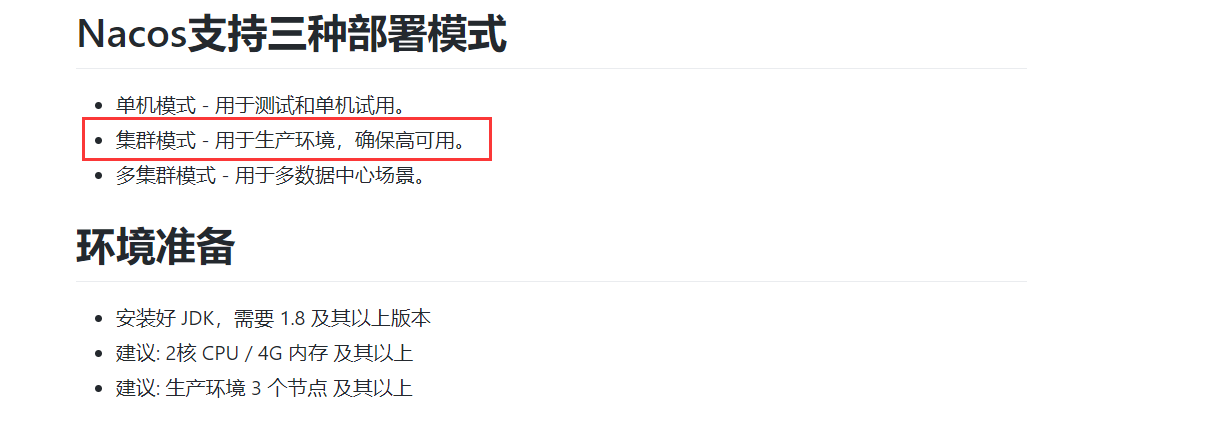 Nacos支持三种部署模式
单机模式 - 用于测试和单机试用。
集群模式 - 用于生产环境，确保高可用。
多集群模式 - 用于多数据中心场景。
环境准备
安装好 JDK，需要 1.8 及其以上版本
建议: 2核 CPU / 4G 内存 及其以上
建议: 生产环境 3 个节点 及其以上